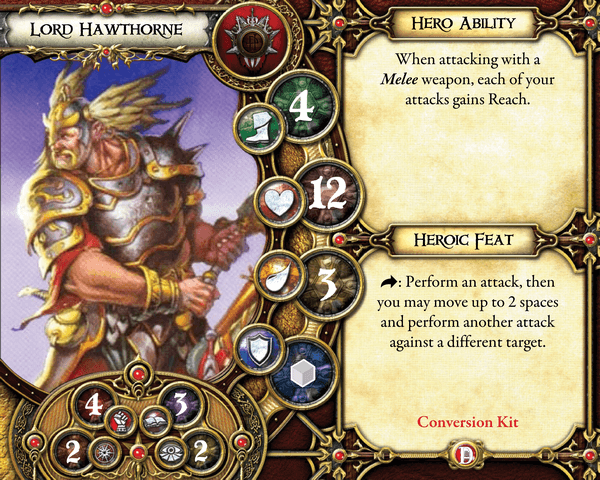 Lord Hawthorne
4
12
3
4
3
2
2
Hero Ability
When attacking with a
Melee weapon, each of your
attacks gains Reach.
Heroic Feat
: Perform an attack, then
you may move up to 2 spaces
and perform another attack
against a different target.
Conversion Kit
D